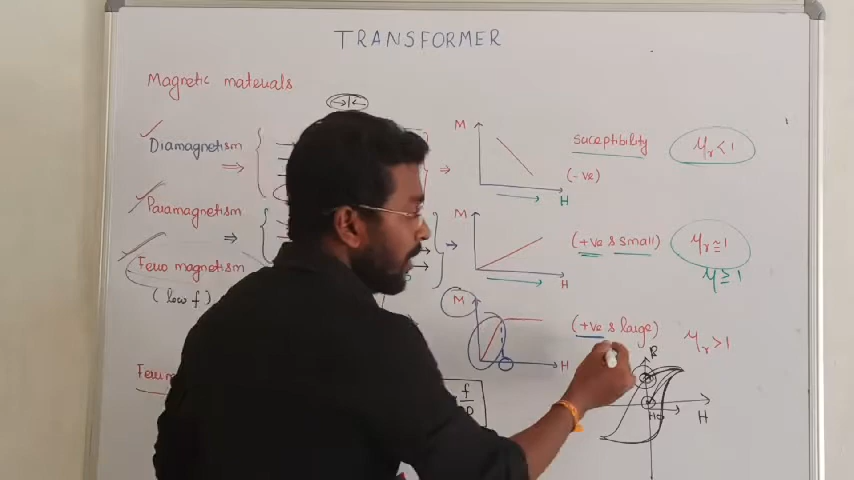 TRANSFORMER
Magnetic materials
Diamagnetism
M
H
suceptibility
(-ve)
μr < 1
Paramagnetism
M
H
(+ve & small)
μr ≅ 1
μ ≥ 1
Ferro magnetism
(low f)
M
H
(+ve & large)
μr > 1
B
H